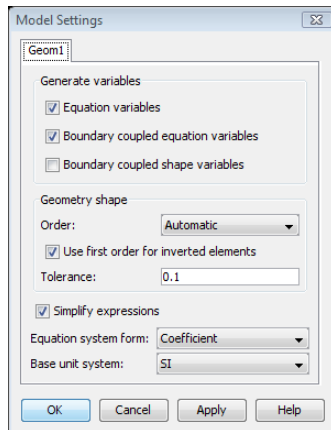 Model Settings
Geom1
Generate variables
Equation variables
Boundary coupled equation variables
Boundary coupled shape variables
Geometry shape
Order: Automatic
Use first order for inverted elements
Tolerance: 0.1
Simplify expressions
Equation system form: Coefficient
Base unit system: SI
OK Cancel Apply Help